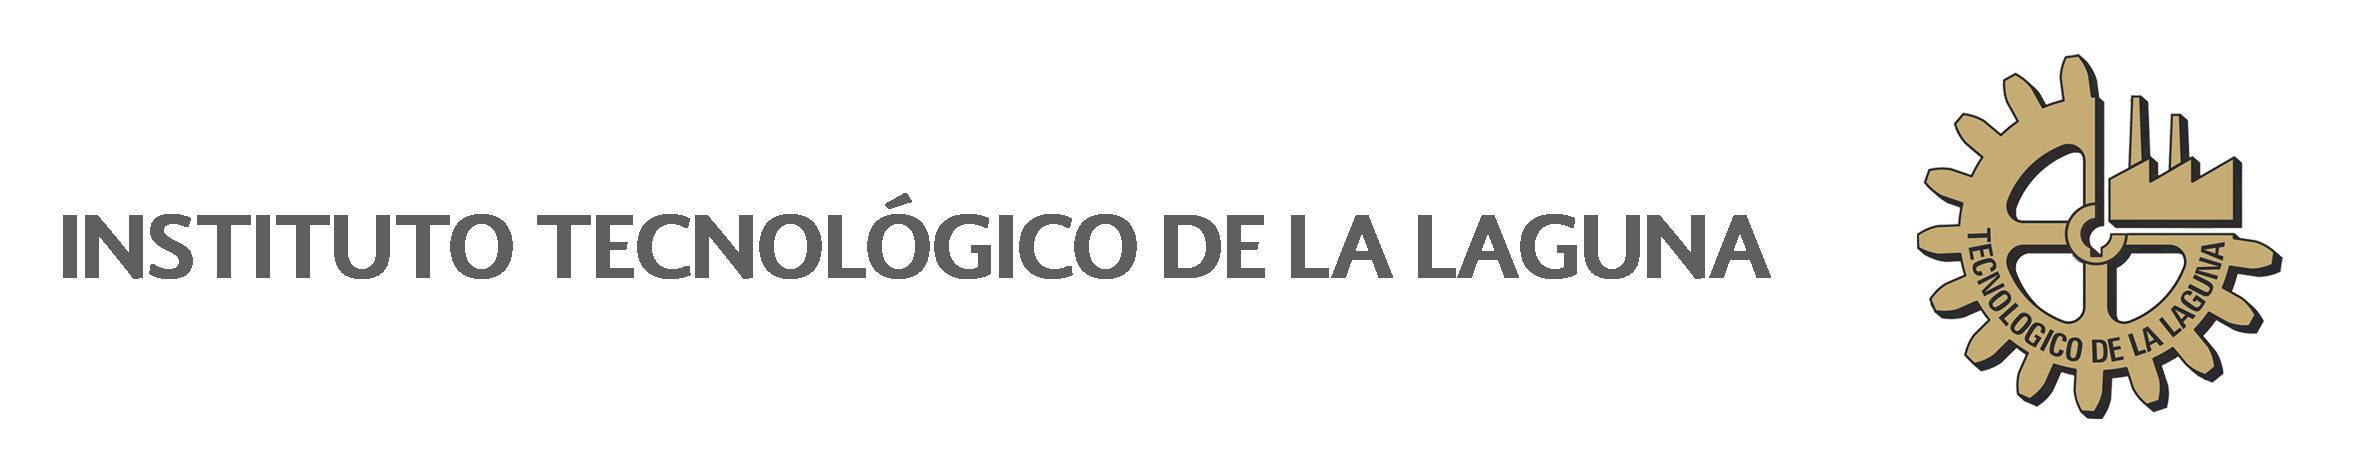 INSTITUTO TECNOLÓGICO DE LA LAGUNA
TECNOLOGICO DE LA LAGUNA